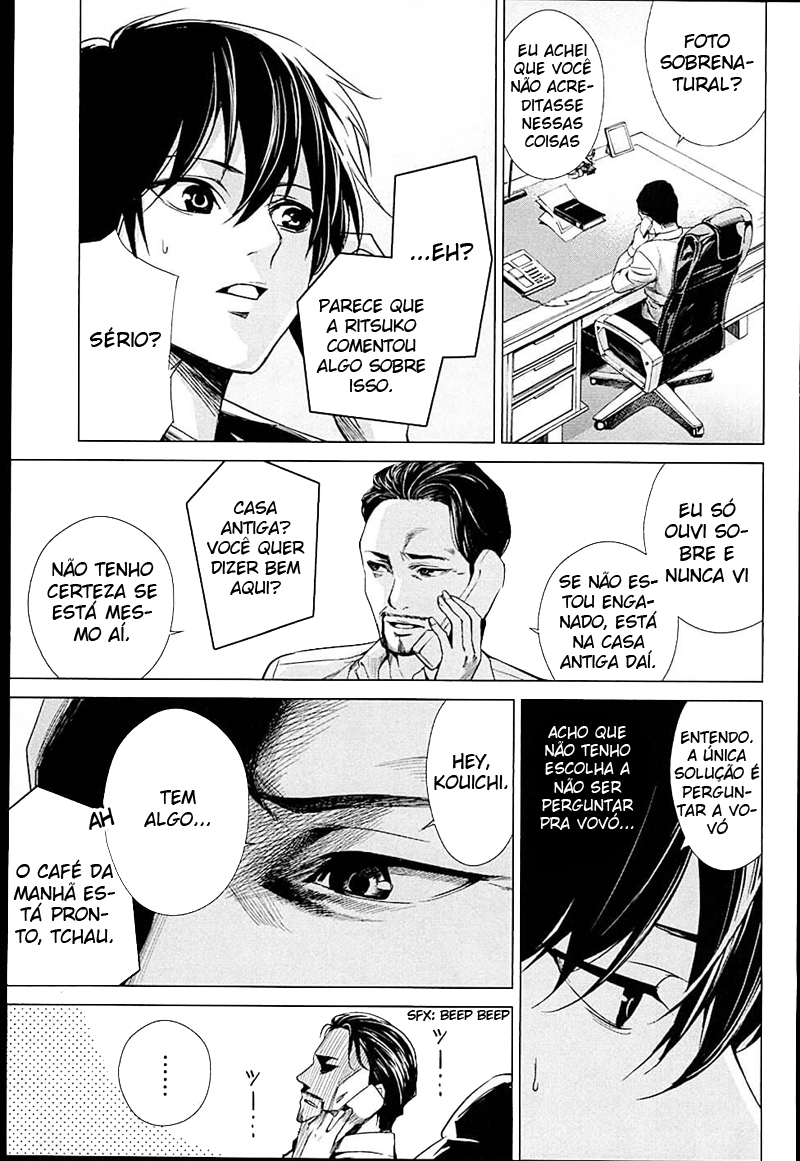 FOTO
SOBRENA-
TURAL?
EU ACHEI
QUE VOCÊ
NÃO ACRE-
DITASSE
NESSAS
COISAS
...EH?
PARECE QUE
A RITSUKO
COMENTOU
ALGO SOBRE
ISSO.
SÉRIO?
EU SÓ
OUVI SO-
BRE E
NUNCA VI
SE NÃO ES-
TOU ENGA-
NADO, ESTÁ
NA CASA
ANTIGA DAÍ.
CASA
ANTIGA?
VOCÊ QUER
DIZER BEM
AQUI?
NÃO TENHO
CERTEZA SE
ESTÁ MES-
MO AÍ.
ENTENDO.
A ÚNICA
SOLUÇÃO É
PERGUN-
TAR A VO-
VÓ
ACHO QUE
NÃO TENHO
ESCOLHA A
NÃO SER
PERGUNTAR
PRA VOVÓ...
HEY,
KOUICHI.
TEM
ALGO...
AH
O CAFÉ DA
MANHÃ ES-
TÁ PRON-
TO, TCHAU.
SFX: BEEP BEEP
ツー...
ツー...
......